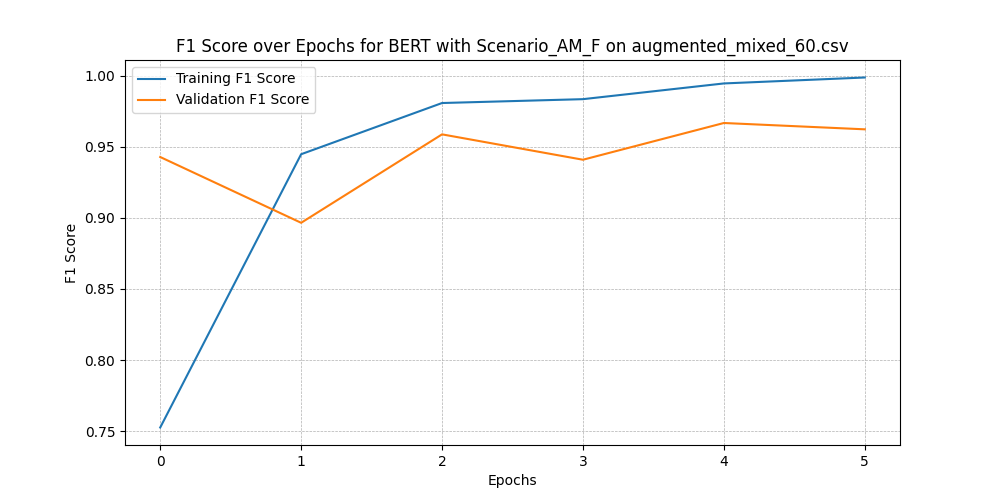 F1 Score over Epochs for BERT with Scenario_AM_F on augmented_mixed_60.csv
Training F1 Score
Validation F1 Score
1.00
0.95
0.90
0.85
0.80
0.75
F1 Score
0 1 2 3 4 5
Epochs